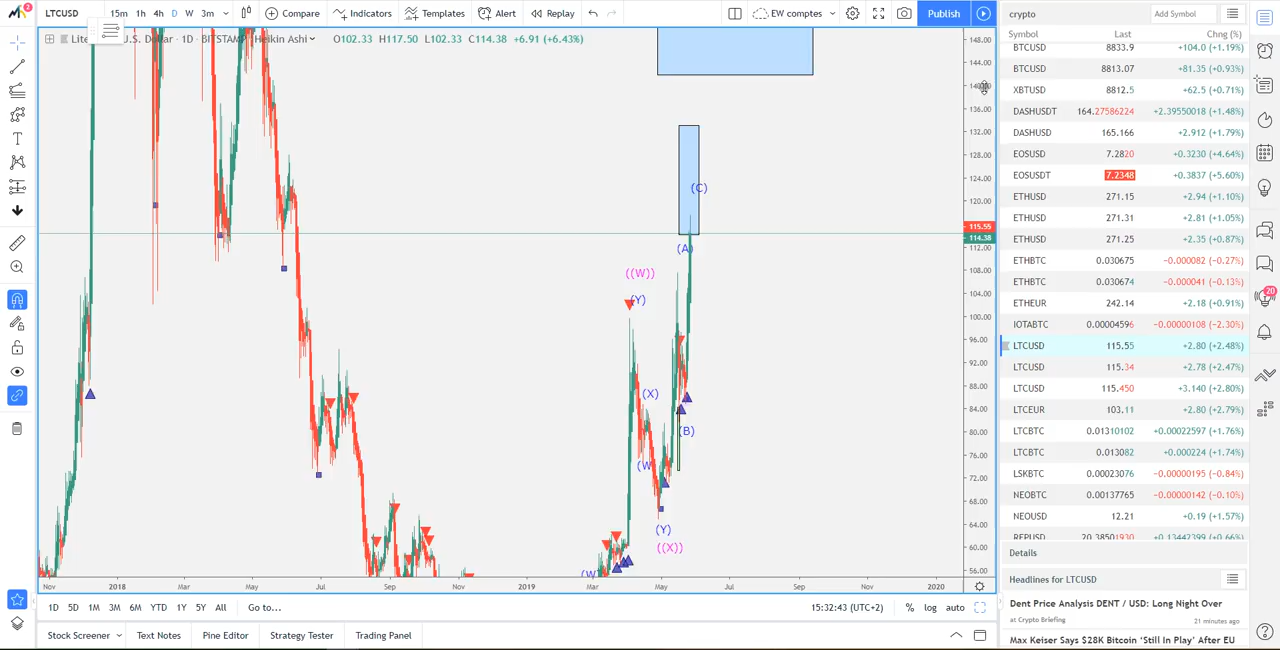 2
LTCUSD 15m 1h 4h D W 3m Compare Indicators Templates Alert Replay EW comptes Publish
Lite U.S. Dollar · 1D · BITSTAMP Heikin Ashi O102.33 H117.50 L102.33 C114.38 +6.91 (+6.43%)
148.00
144.00
140.00
136.00
132.00
128.00
124.00
120.00
115.55
114.38
112.00
108.00
104.00
100.00
96.00
92.00
88.00
84.00
80.00
76.00
72.00
68.00
64.00
60.00
56.00
(C)
(A)
((W))
(Y)
(X)
(B)
(W
(Y)
((X))
(W
Nov 2018 Mar May Jul Sep Nov 2019 Mar May Jul Sep Nov 2020
1D 5D 1M 3M 6M YTD 1Y 5Y All Go to... 15:32:43 (UTC+2) % log auto
Stock Screener Text Notes Pine Editor Strategy Tester Trading Panel
crypto Add Symbol
Symbol Last Chng (%)
BTCUSD 8833.9 +104.0 (+1.19%)
BTCUSD 8813.07 +81.35 (+0.93%)
XBTUSD 8812.5 +62.5 (+0.71%)
DASHUSDT 164.27586224 +2.39550018 (+1.48%)
DASHUSD 165.166 +2.912 (+1.79%)
EOSUSD 7.2820 +0.3230 (+4.64%)
EOSUSDT 7.2348 +0.3837 (+5.60%)
ETHUSD 271.15 +2.94 (+1.10%)
ETHUSD 271.31 +2.81 (+1.05%)
ETHUSD 271.25 +2.35 (+0.87%)
ETHBTC 0.030675 −0.000082 (−0.27%)
ETHBTC 0.030674 −0.000041 (−0.13%)
ETHEUR 242.14 +2.18 (+0.91%)
IOTABTC 0.00004596 −0.00000108 (−2.30%)
LTCUSD 115.55 +2.80 (+2.48%)
LTCUSD 115.34 +2.78 (+2.47%)
LTCUSD 115.450 +3.140 (+2.80%)
LTCEUR 103.11 +2.80 (+2.79%)
LTCBTC 0.01310102 +0.00022597 (+1.76%)
LTCBTC 0.013082 +0.000224 (+1.74%)
LSKBTC 0.00023076 −0.00000195 (−0.84%)
NEOBTC 0.00137765 −0.00000142 (−0.10%)
NEOUSD 12.21 +0.19 (+1.57%)
REPUSD 20.38501930 +0.13447399 (+0.66%)
Details
Headlines for LTCUSD
Dent Price Analysis DENT / USD: Long Night Over
at Crypto Briefing 21 minutes ago
Max Keiser Says $28K Bitcoin ‘Still In Play’ After EU
20